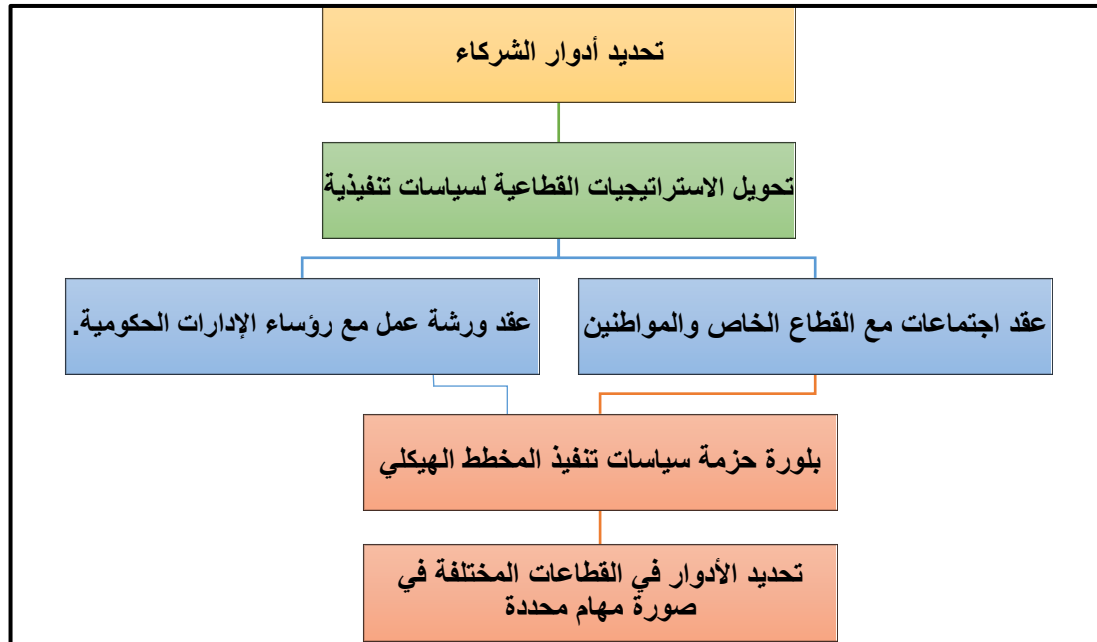 تحديد أدوار الشركاء
تحويل الاستراتيجيات القطاعية لسياسات تنفيذية
عقد اجتماعات مع القطاع الخاص والمواطنين
عقد ورشة عمل مع رؤساء الإدارات الحكومية.
بلورة حزمة سياسات تنفيذ المخطط الهيكلي
تحديد الأدوار في القطاعات المختلفة في
صورة مهام محددة